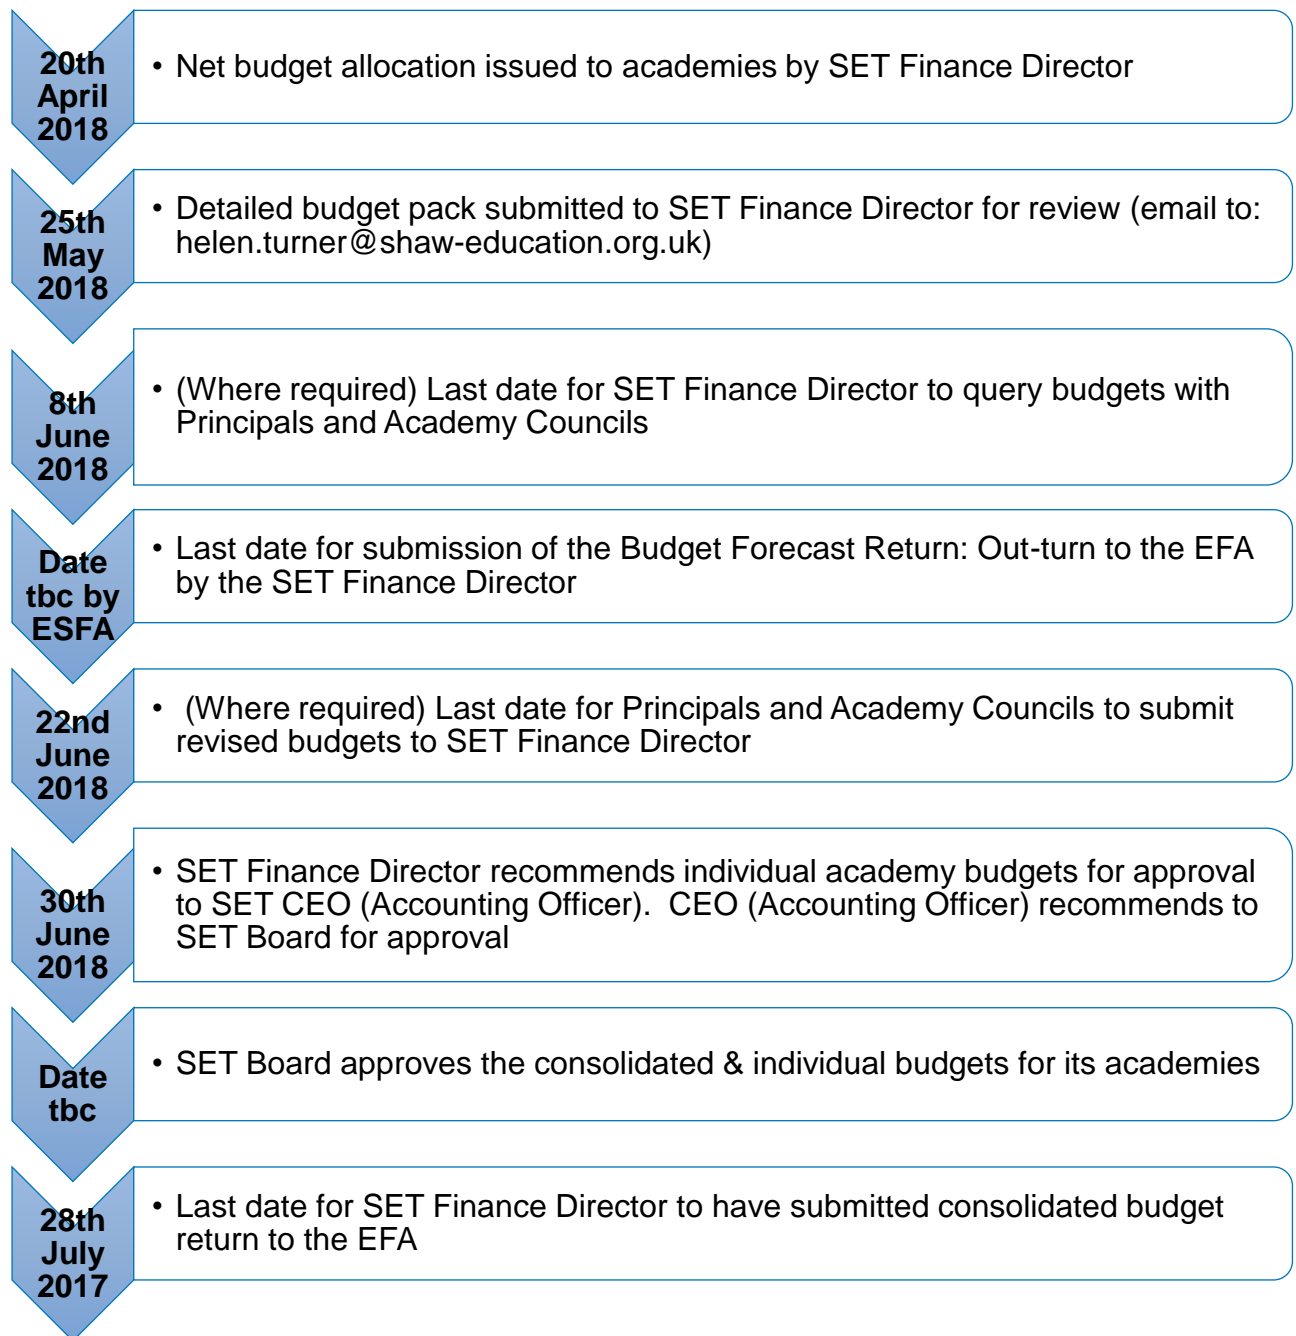 20th
April
2018
• Net budget allocation issued to academies by SET Finance Director
25th
May
2018
• Detailed budget pack submitted to SET Finance Director for review (email to:
helen.turner@shaw-education.org.uk)
8th
June
2018
• (Where required) Last date for SET Finance Director to query budgets with
Principals and Academy Councils
Date
tbc by
ESFA
• Last date for submission of the Budget Forecast Return: Out-turn to the EFA
by the SET Finance Director
22nd
June
2018
• (Where required) Last date for Principals and Academy Councils to submit
revised budgets to SET Finance Director
30th
June
2018
• SET Finance Director recommends individual academy budgets for approval
to SET CEO (Accounting Officer). CEO (Accounting Officer) recommends to
SET Board for approval
Date
tbc
• SET Board approves the consolidated & individual budgets for its academies
28th
July
2017
• Last date for SET Finance Director to have submitted consolidated budget
return to the EFA